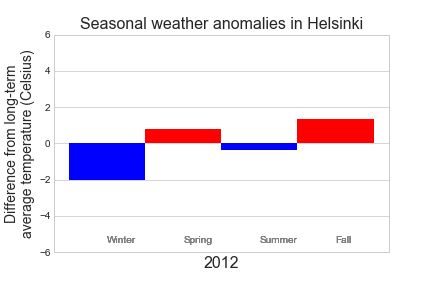 Seasonal weather anomalies in Helsinki
Difference from long-term
average temperature (Celsius)
6
4
2
0
−2
−4
−6
Winter Spring Summer Fall
2012